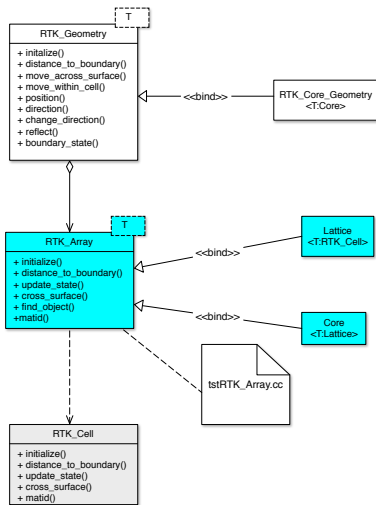 T
RTK_Geometry
+ initalize()
+ distance_to_boundary()
+ move_across_surface()
+ move_within_cell()
+ position()
+ direction()
+ change_direction()
+ reflect()
+ boundary_state()
<<bind>>
RTK_Core_Geometry
<T:Core>
T
RTK_Array
+ initialize()
+ distance_to_boundary()
+ update_state()
+ cross_surface()
+ find_object()
+matid()
<<bind>>
Lattice
<T:RTK_Cell>
<<bind>>
Core
<T:Lattice>
tstRTK_Array.cc
RTK_Cell
+ initialize()
+ distance_to_boundary()
+ update_state()
+ cross_surface()
+ matid()